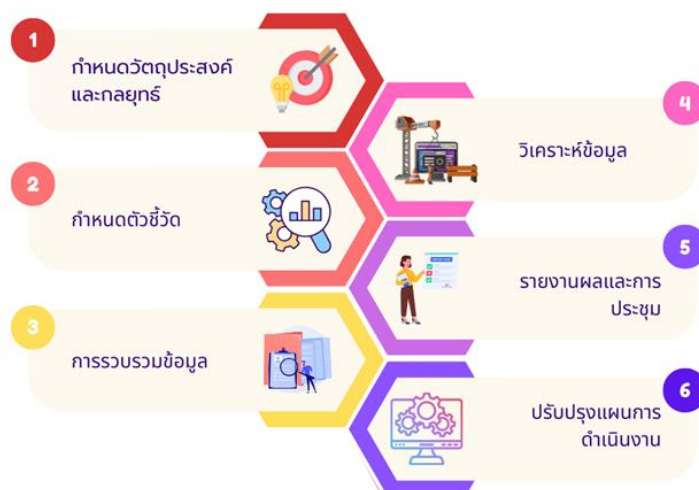 1
กำหนดวัตถุประสงค์
และกลยุทธ์
2
กำหนดตัวชี้วัด
3
การรวบรวมข้อมูล
4
วิเคราะห์ข้อมูล
5
รายงานผลและการ
ประชุม
6
ปรับปรุงแผนการ
ดำเนินงาน